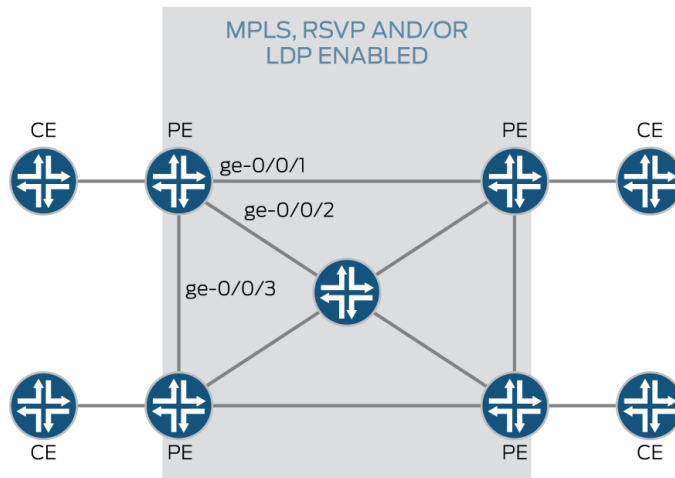 MPLS, RSVP AND/OR
LDP ENABLED
CE
PE
PE
CE
ge-0/0/1
ge-0/0/2
ge-0/0/3
CE
PE
PE
CE